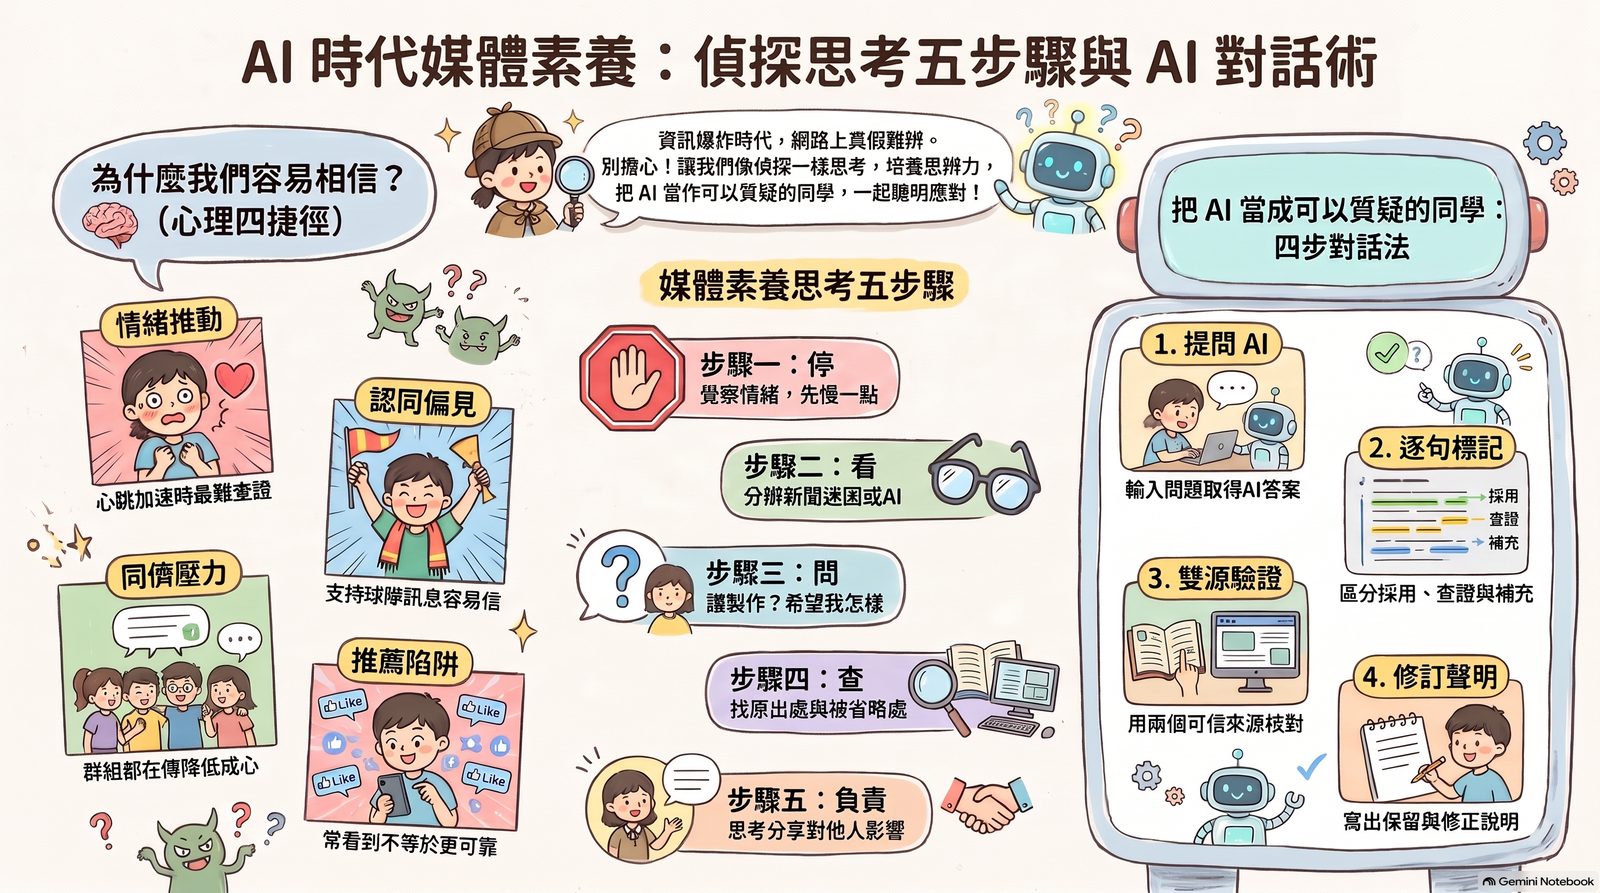 AI 時代媒體素養：偵探思考五步驟與 AI 對話術
資訊爆炸時代，網路上真假難辨。
別擔心！讓我們像偵探一樣思考，培養思辨力，
把 AI 當作可以質疑的同學，一起聰明應對！
為什麼我們容易相信？
（心理四捷徑）
情緒推動
心跳加速時最難查證
認同偏見
支持球隊訊息容易信
同儕壓力
群組都在傳降低戒心
推薦陷阱
Like
Like
Like
Like
常看到不等於更可靠
媒體素養思考五步驟
步驟一：停
覺察情緒，先慢一點
步驟二：看
分辨新聞迷因或AI
步驟三：問
誰製作？希望我怎樣
步驟四：查
找原出處與被省略處
步驟五：負責
思考分享對他人影響
把 AI 當成可以質疑的同學：
四步對話法
1. 提問 AI
輸入問題取得AI答案
2. 逐句標記
採用
查證
補充
區分採用、查證與補充
3. 雙源驗證
用兩個可信來源核對
4. 修訂聲明
寫出保留與修正說明
Gemini Notebook